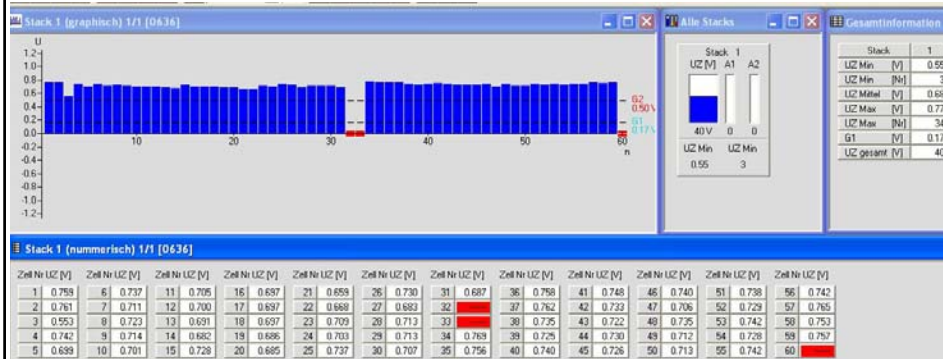 Stack 1 (graphisch) 1/1 [0636]
U
1.2
1.0
0.8
0.6
0.4
0.2
0.0
-0.2
-0.4
-0.6
-0.8
-1.0
-1.2
10 20 30 40 50 60
n
G2
0.50 V
G1
0.17 V
Alle Stacks
Stack 1
UZ [V] A1 A2
40 V 0 0
UZ Min UZ Min
0.55 3
Gesamtinformation
Stack 1
UZ Min [V] 0.55
UZ Min [Nr] 3
UZ Mittel [V] 0.68
UZ Max [V] 0.77
UZ Max [Nr] 34
G1 [V] 0.17
UZ gesamt [V] 40
Stack 1 (nummerisch) 1/1 [0636]
Zell Nr UZ [V] Zell Nr UZ [V] Zell Nr UZ [V] Zell Nr UZ [V] Zell Nr UZ [V] Zell Nr UZ [V] Zell Nr UZ [V] Zell Nr UZ [V] Zell Nr UZ [V] Zell Nr UZ [V] Zell Nr UZ [V] Zell Nr UZ [V]
1 0.759 6 0.737 11 0.705 16 0.697 21 0.659 26 0.730 31 0.687 36 0.758 41 0.748 46 0.740 51 0.738 56 0.742
2 0.761 7 0.711 12 0.700 17 0.697 22 0.668 27 0.683 32 37 0.762 42 0.733 47 0.706 52 0.729 57 0.765
3 0.553 8 0.723 13 0.691 18 0.697 23 0.709 28 0.713 33 38 0.735 43 0.722 48 0.735 53 0.742 58 0.753
4 0.742 9 0.714 14 0.682 19 0.686 24 0.703 29 0.713 34 0.769 39 0.725 44 0.730 49 0.712 54 0.728 59 0.757
5 0.699 10 0.701 15 0.728 20 0.685 25 0.737 30 0.707 35 0.756 40 0.740 45 0.726 50 0.713 55 0.742 60